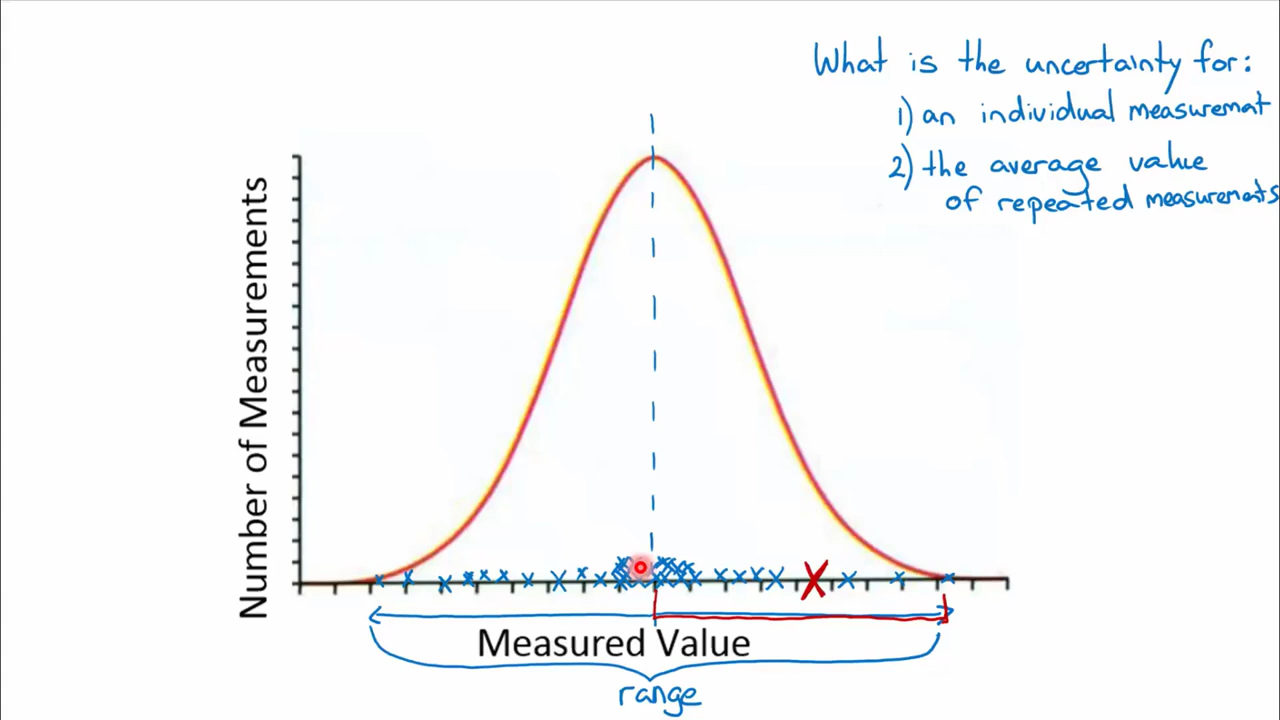 What is the uncertainty for:
1) an individual measuremat
2) the average value
of repeated measurements
Number of Measurements
Measured Value
range